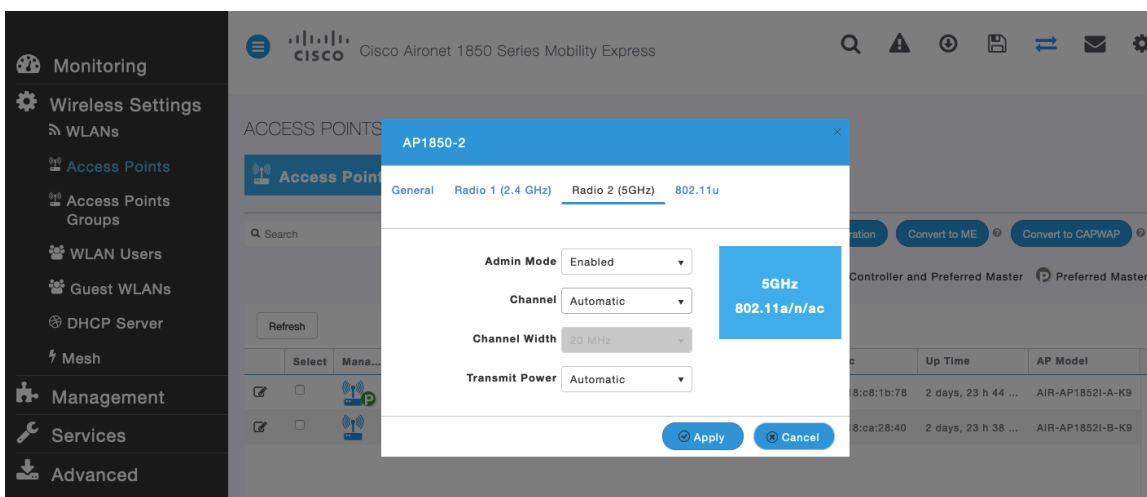 CISCO Cisco Aironet 1850 Series Mobility Express
Monitoring
Wireless Settings
WLANs
Access Points
Access Points
Groups
WLAN Users
Guest WLANs
DHCP Server
Mesh
Management
Services
Advanced
ACCESS POINTS
Access Point
Search
Convert to ME
Convert to CAPWAP
Controller and Preferred Master P Preferred Master
Refresh
Select Mana... Up Time AP Model
P 8:c8:1b:78 2 days, 23 h 44 ... AIR-AP1852I-A-K9
8:ca:28:40 2 days, 23 h 38 ... AIR-AP1852I-B-K9
AP1850-2
General Radio 1 (2.4 GHz) Radio 2 (5GHz) 802.11u
Admin Mode Enabled
Channel Automatic
Channel Width 20 MHz
Transmit Power Automatic
5GHz
802.11a/n/ac
Apply Cancel